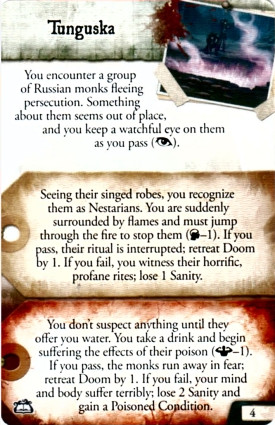 Tunguska
You encounter a group
of Russian monks fleeing
persecution. Something
about them seems out of place,
and you keep a watchful eye on them
as you pass ( ).
Seeing their singed robes, you recognize
them as Nestarians. You are suddenly
surrounded by flames and must jump
through the fire to stop them ( –1). If you
pass, their ritual is interrupted; retreat Doom
by 1. If you fail, you witness their horrific,
profane rites; lose 1 Sanity.
You don't suspect anything until they
offer you water. You take a drink and begin
suffering the effects of their poison ( –1).
If you pass, the monks run away in fear;
retreat Doom by 1. If you fail, your mind
and body suffer terribly; lose 2 Sanity and
gain a Poisoned Condition.
4